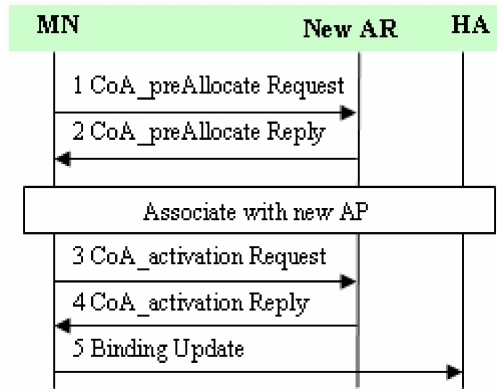 MN New AR HA
1 CoA_preAllocate Request
2 CoA_preAllocate Reply
Associate with new AP
3 CoA_activation Request
4 CoA_activation Reply
5 Binding Update